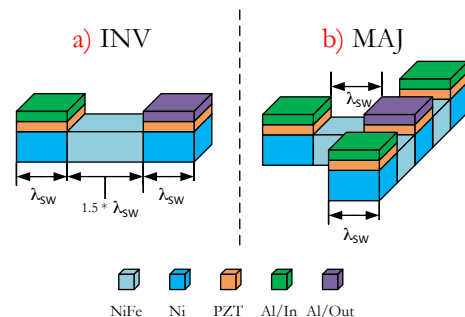 a) INV
b) MAJ
λSW
λSW
1.5 * λSW
λSW
λSW
NiFe
Ni
PZT
Al/In
Al/Out